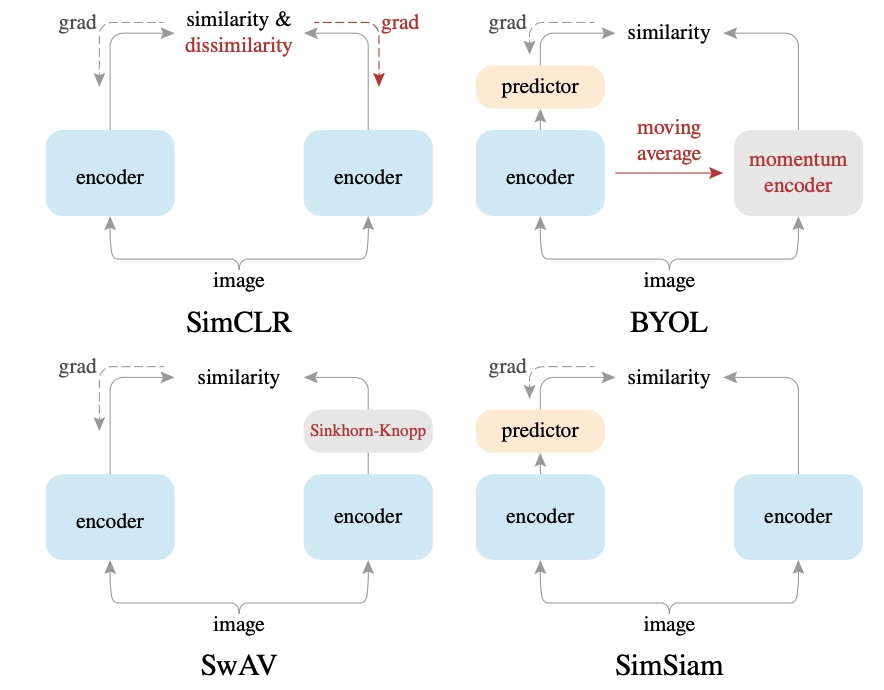 grad
similarity &
dissimilarity
grad
encoder
encoder
image
SimCLR
grad
similarity
predictor
encoder
moving
average
momentum
encoder
image
BYOL
grad
similarity
Sinkhorn-Knopp
encoder
encoder
image
SwAV
grad
similarity
predictor
encoder
encoder
image
SimSiam